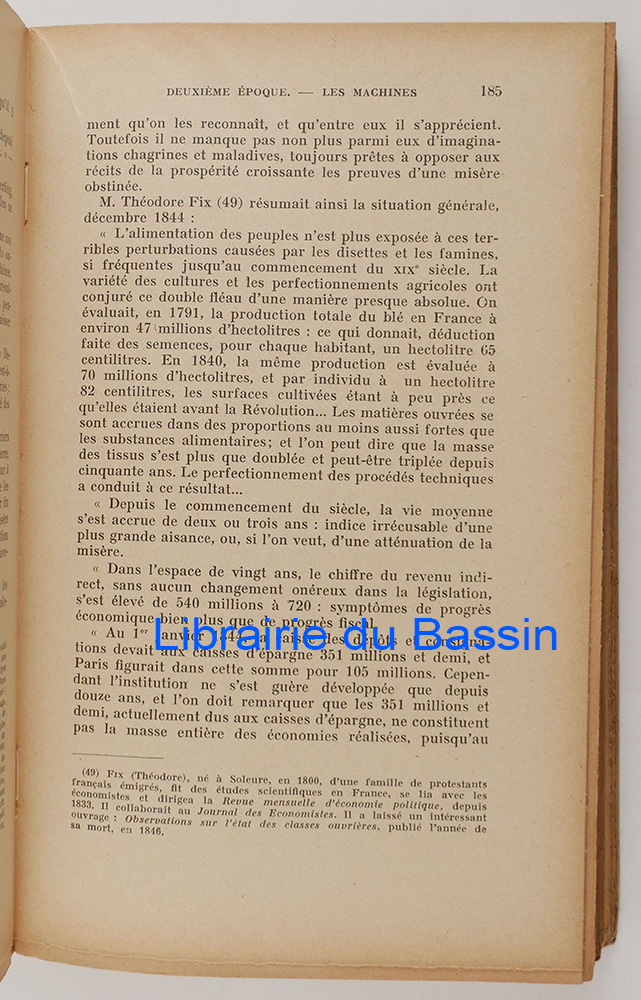 DEUXIÈME ÉPOQUE. — LES MACHINES 185
ment qu'on les reconnaît, et qu'entre eux il s'apprécient.
Toutefois il ne manque pas non plus parmi eux d'imagina-
tions chagrines et maladives, toujours prêtes à opposer aux
récits de la prospérité croissante les preuves d'une misère
obstinée.
M. Théodore Fix (49) résumait ainsi la situation générale,
décembre 1844 :
« L'alimentation des peuples n'est plus exposée à ces ter-
ribles perturbations causées par les disettes et les famines,
si fréquentes jusqu'au commencement du XIXe siècle. La
variété des cultures et les perfectionnements agricoles ont
conjuré ce double fléau d'une manière presque absolue. On
évaluait, en 1791, la production totale du blé en France à
environ 47 millions d'hectolitres : ce qui donnait, déduction
faite des semences, pour chaque habitant, un hectolitre 65
centilitres. En 1840, la même production est évaluée à
70 millions d'hectolitres, et par individu à un hectolitre
82 centilitres, les surfaces cultivées étant à peu près ce
qu'elles étaient avant la Révolution... Les matières ouvrées se
sont accrues dans des proportions au moins aussi fortes que
les substances alimentaires; et l'on peut dire que la masse
des tissus s'est plus que doublée et peut-être triplée depuis
cinquante ans. Le perfectionnement des procédés techniques
a conduit à ce résultat...
« Depuis le commencement du siècle, la vie moyenne
s'est accrue de deux ou trois ans : indice irrécusable d'une
plus grande aisance, ou, si l'on veut, d'une atténuation de la
misère.
« Dans l'espace de vingt ans, le chiffre du revenu indi-
rect, sans aucun changement onéreux dans la législation,
s'est élevé de 540 millions à 720 : symptômes de progrès
économique bien plus que de progrès fiscal.
« Au 1er janvier 1844, la caisse des dépôts et consigna-
tions devait aux caisses d'épargne 351 millions et demi, et
Paris figurait dans cette somme pour 105 millions. Cepen-
dant l'institution ne s'est guère développée que depuis
douze ans, et l'on doit remarquer que les 351 millions et
demi, actuellement dus aux caisses d'épargne, ne constituent
pas la masse entière des économies réalisées, puisqu'au
(49) FIX (Théodore), né à Soleure, en 1800, d'une famille de protestants
français émigrés, fit des études scientifiques en France, se lia avec les
économistes et dirigea la Revue mensuelle d'économie politique, depuis
1833. Il collaborait au Journal des Economistes. Il a laissé un intéressant
ouvrage : Observations sur l'état des classes ouvrières, publié l'année de
sa mort, en 1846.
Librairie du Bassin